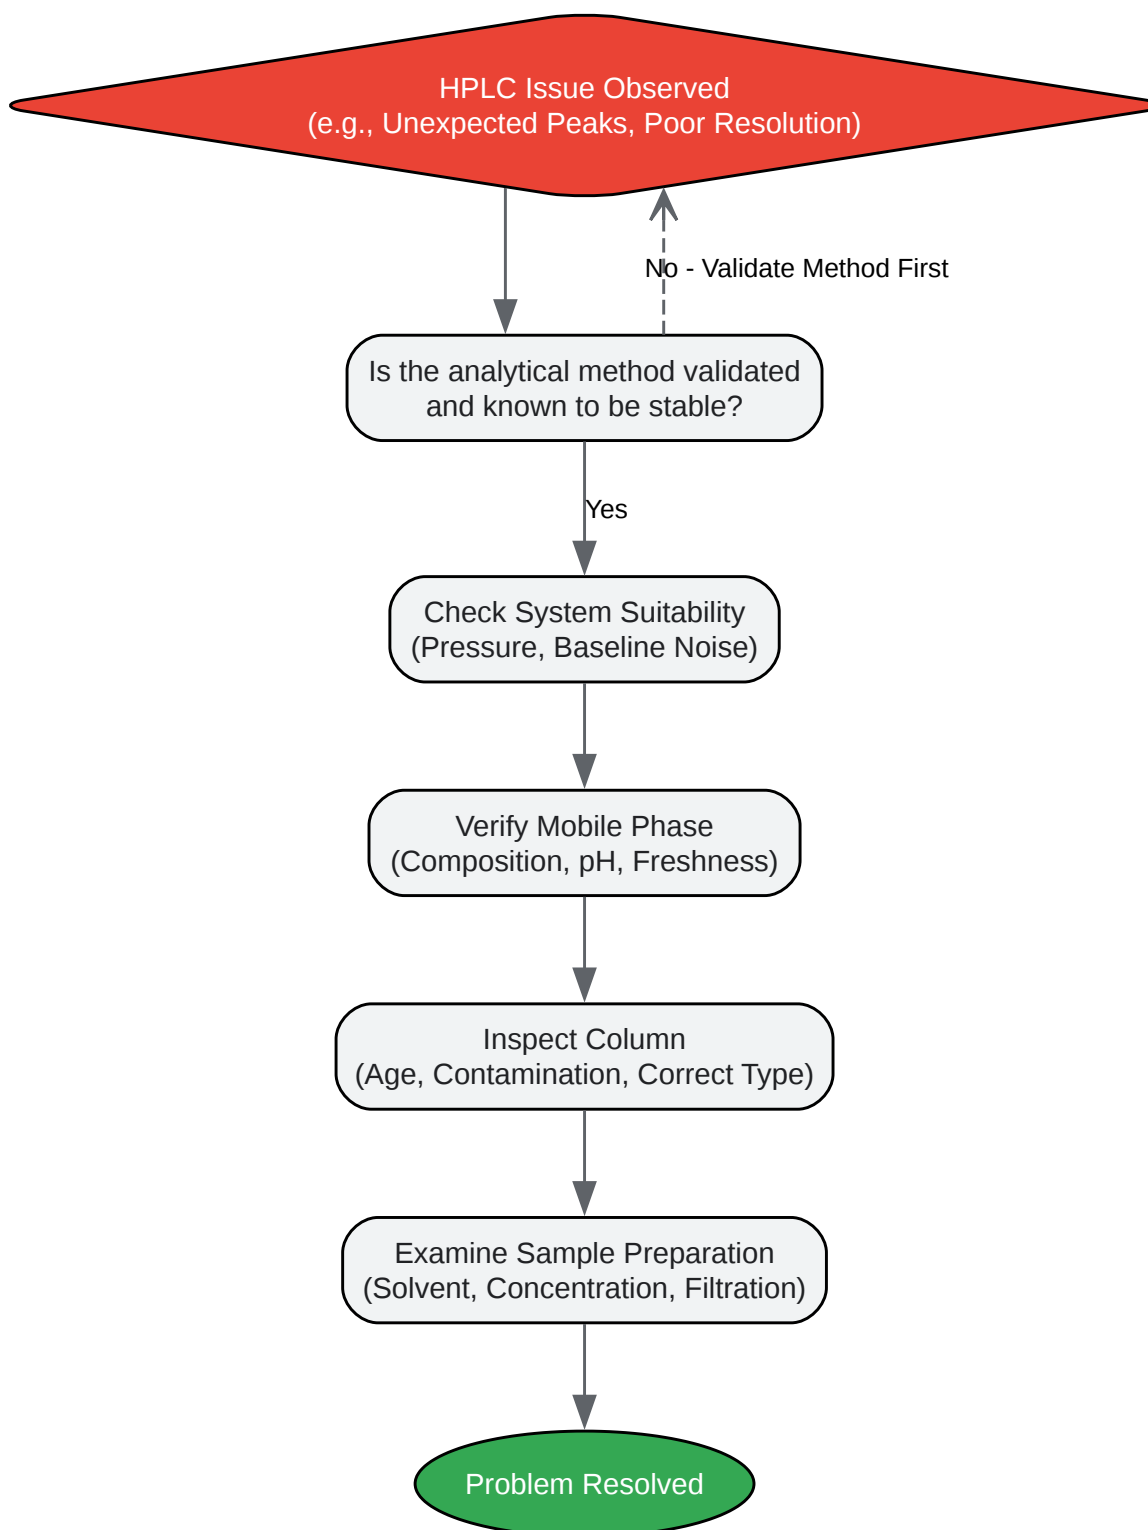 HPLC Issue Observed
(e.g., Unexpected Peaks, Poor Resolution)
No - Validate Method First
Is the analytical method validated
and known to be stable?
Yes
Check System Suitability
(Pressure, Baseline Noise)
Verify Mobile Phase
(Composition, pH, Freshness)
Inspect Column
(Age, Contamination, Correct Type)
Examine Sample Preparation
(Solvent, Concentration, Filtration)
Problem Resolved